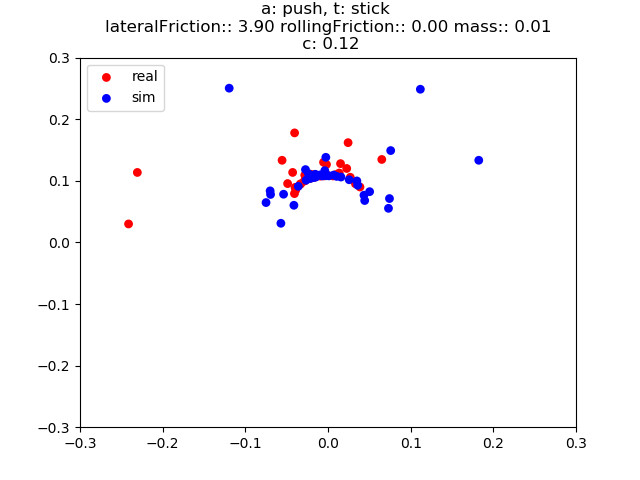 a: push, t: stick
lateralFriction:: 3.90 rollingFriction:: 0.00 mass:: 0.01
c: 0.12
real
sim
0.3
0.2
0.1
0.0
−0.1
−0.2
−0.3
−0.3 −0.2 −0.1 0.0 0.1 0.2 0.3